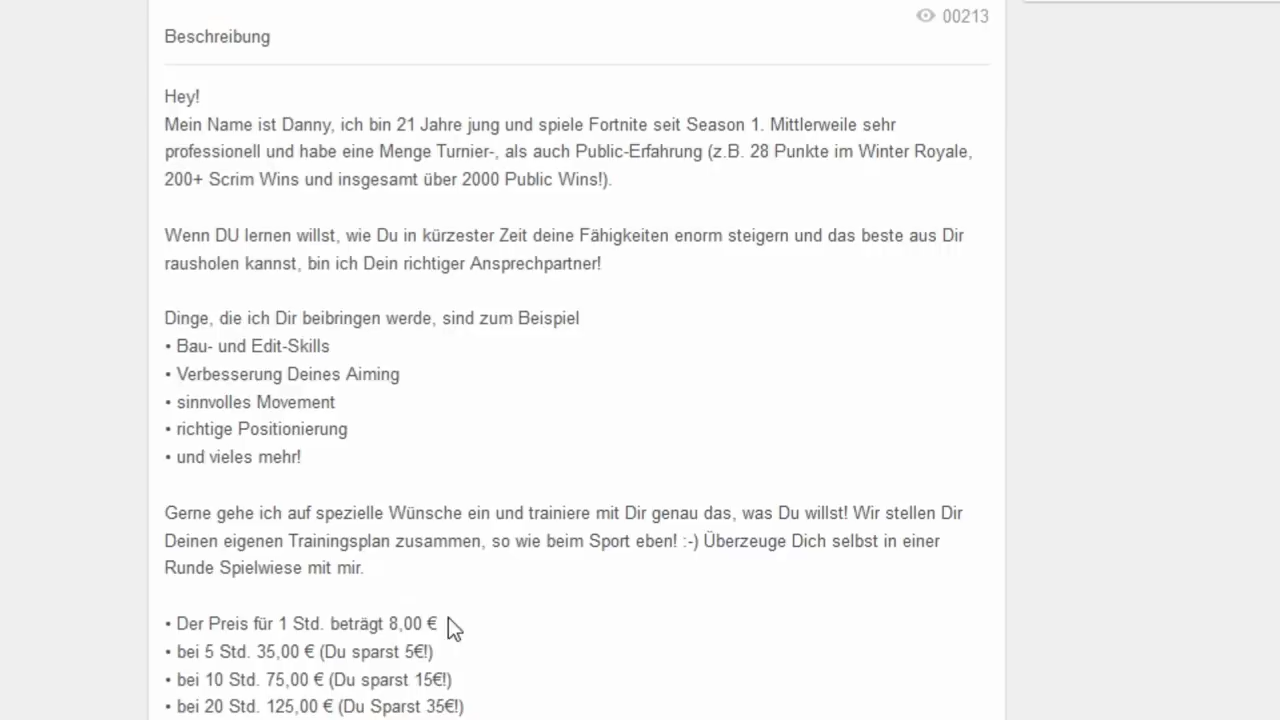 00213
Beschreibung
Hey!
Mein Name ist Danny, ich bin 21 Jahre jung und spiele Fortnite seit Season 1. Mittlerweile sehr
professionell und habe eine Menge Turnier-, als auch Public-Erfahrung (z.B. 28 Punkte im Winter Royale,
200+ Scrim Wins und insgesamt über 2000 Public Wins!).
Wenn DU lernen willst, wie Du in kürzester Zeit deine Fähigkeiten enorm steigern und das beste aus Dir
rausholen kannst, bin ich Dein richtiger Ansprechpartner!
Dinge, die ich Dir beibringen werde, sind zum Beispiel
• Bau- und Edit-Skills
• Verbesserung Deines Aiming
• sinnvolles Movement
• richtige Positionierung
• und vieles mehr!
Gerne gehe ich auf spezielle Wünsche ein und trainiere mit Dir genau das, was Du willst! Wir stellen Dir
Deinen eigenen Trainingsplan zusammen, so wie beim Sport eben! :-) Überzeuge Dich selbst in einer
Runde Spielwiese mit mir.
• Der Preis für 1 Std. beträgt 8,00 €
• bei 5 Std. 35,00 € (Du sparst 5€!)
• bei 10 Std. 75,00 € (Du sparst 15€!)
• bei 20 Std. 125,00 € (Du Sparst 35€!)